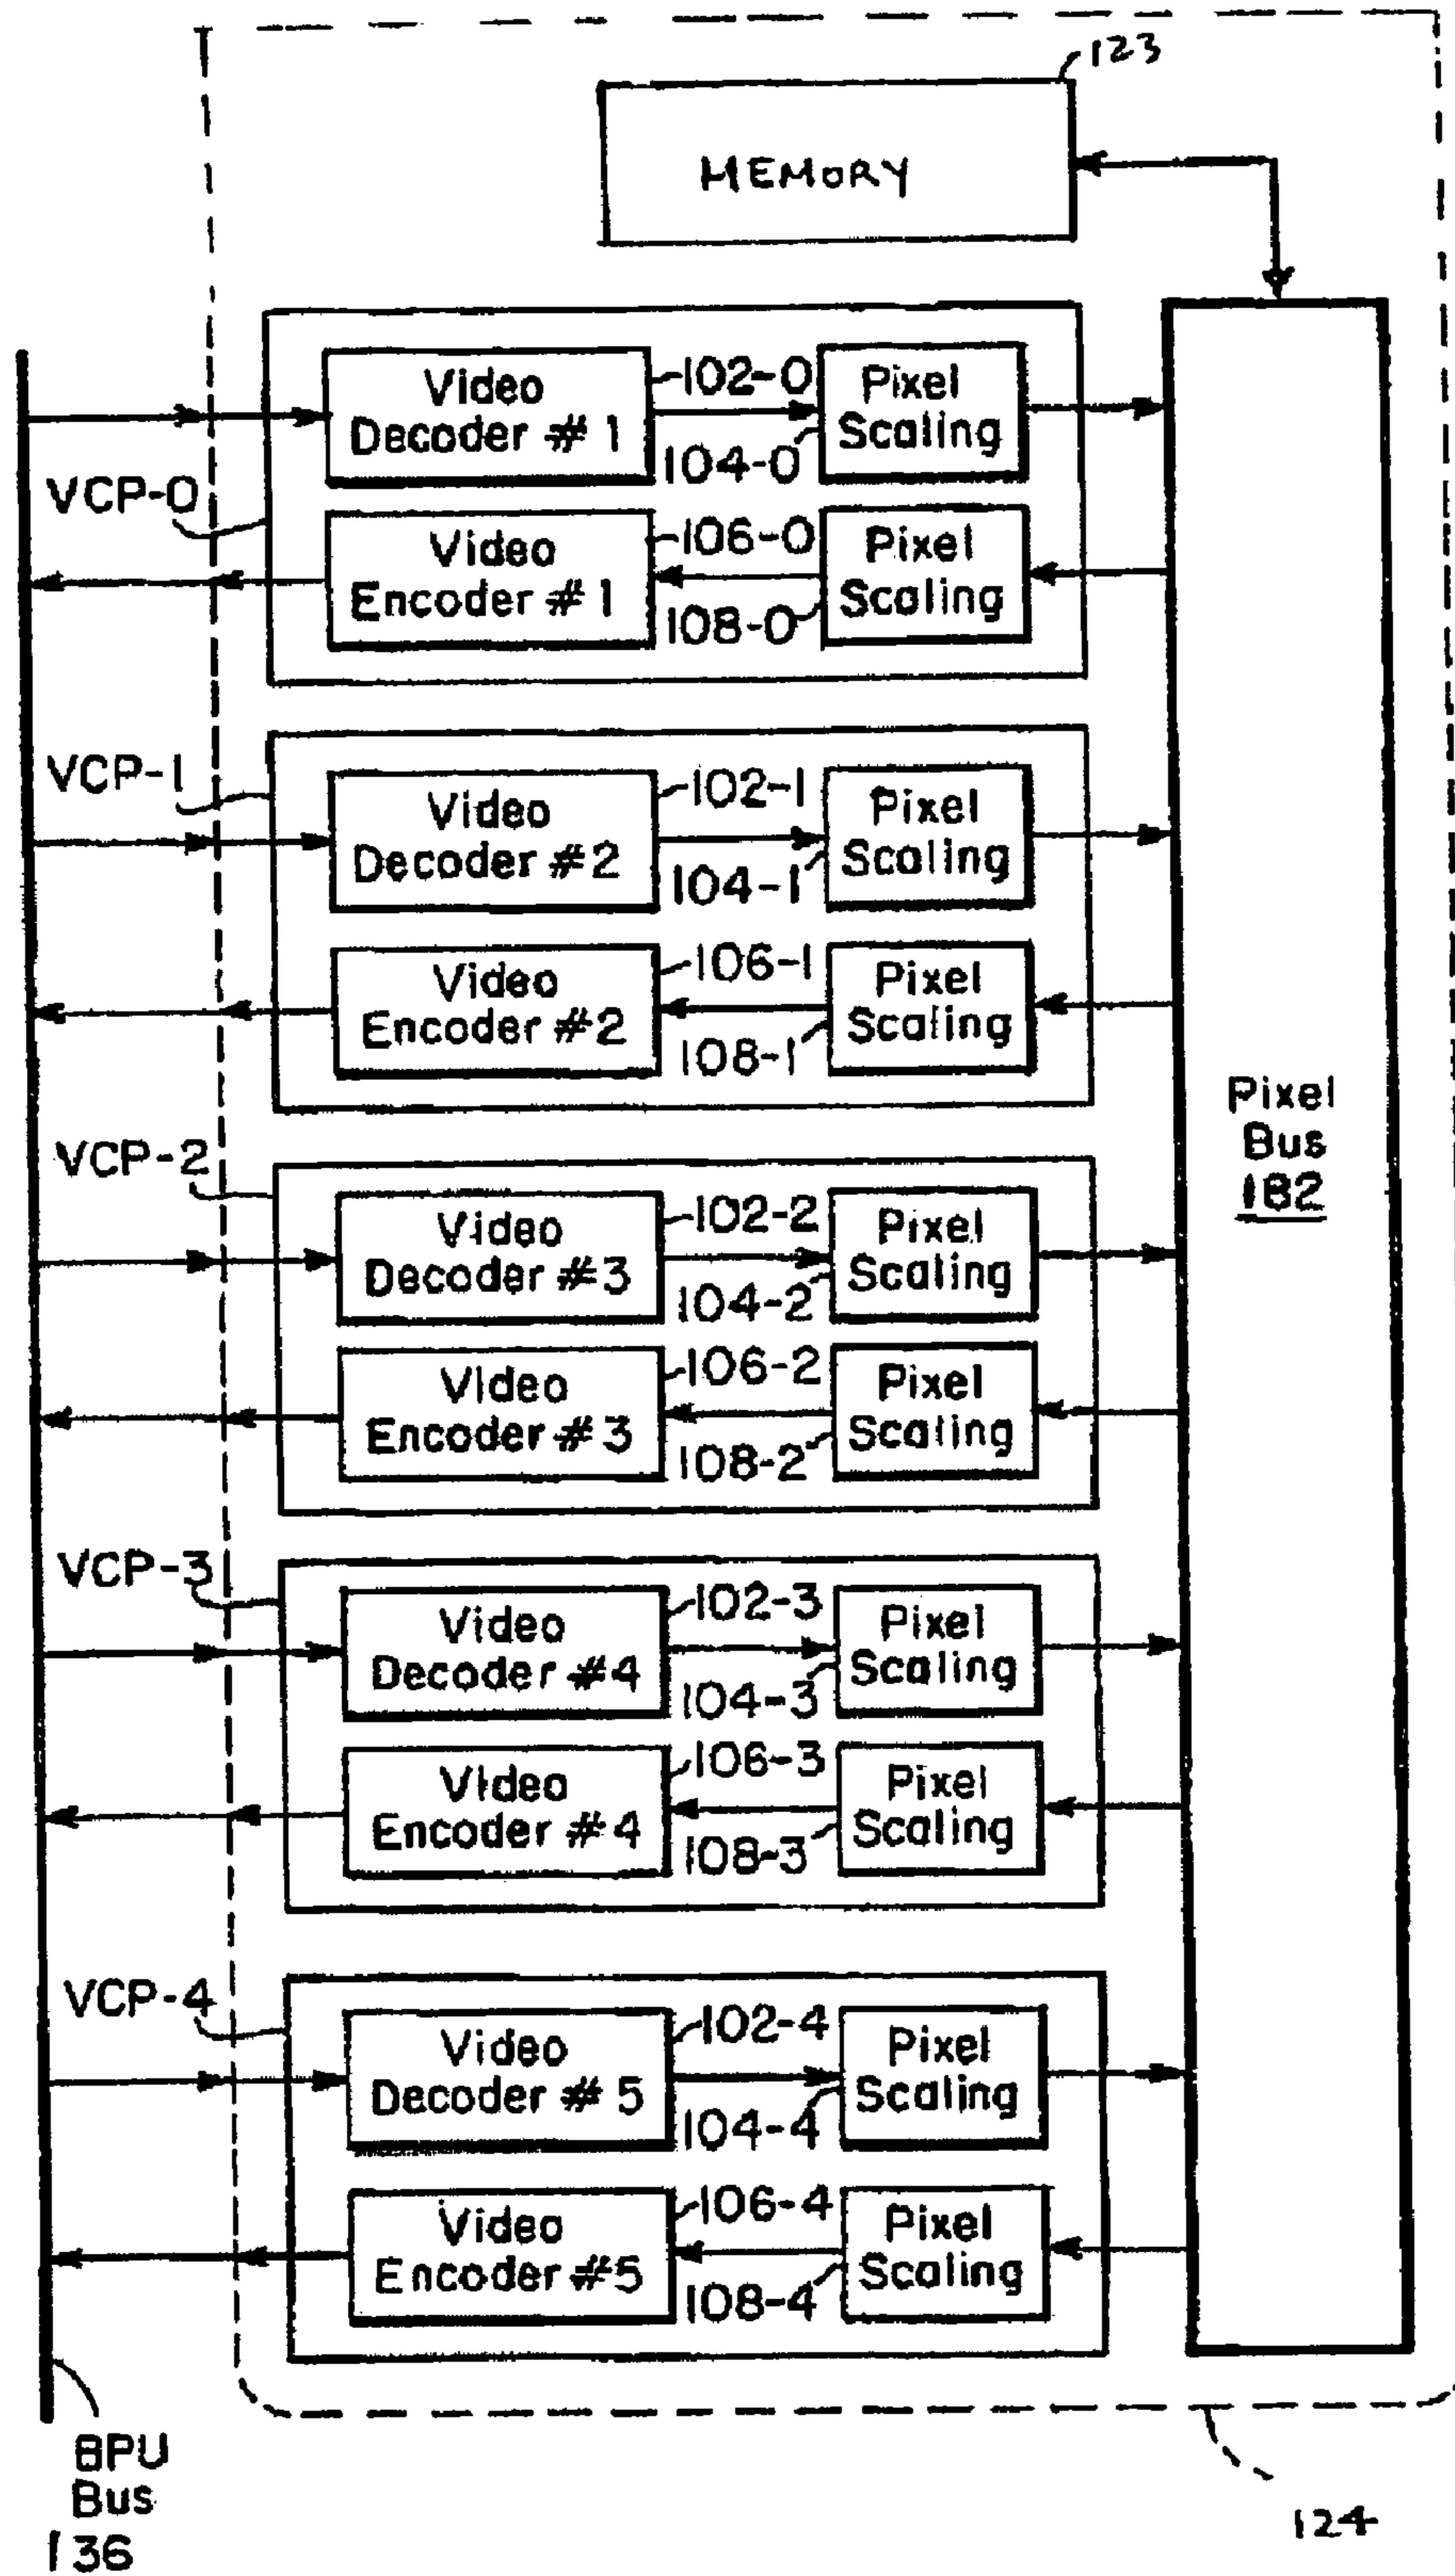 123
MEMORY
Video
Decoder #1
102-0
104-0
Pixel
Scaling
VCP-0
Video
Encoder #1
106-0
108-0
Pixel
Scaling
VCP-1
Video
Decoder #2
102-1
104-1
Pixel
Scaling
Video
Encoder #2
106-1
108-1
Pixel
Scaling
Pixel
Bus
182
VCP-2
Video
Decoder #3
102-2
104-2
Pixel
Scaling
Video
Encoder #3
106-2
108-2
Pixel
Scaling
VCP-3
Video
Decoder #4
102-3
104-3
Pixel
Scaling
Video
Encoder #4
106-3
108-3
Pixel
Scaling
VCP-4
Video
Decoder #5
102-4
104-4
Pixel
Scaling
Video
Encoder #5
106-4
108-4
Pixel
Scaling
BPU
Bus
136
124